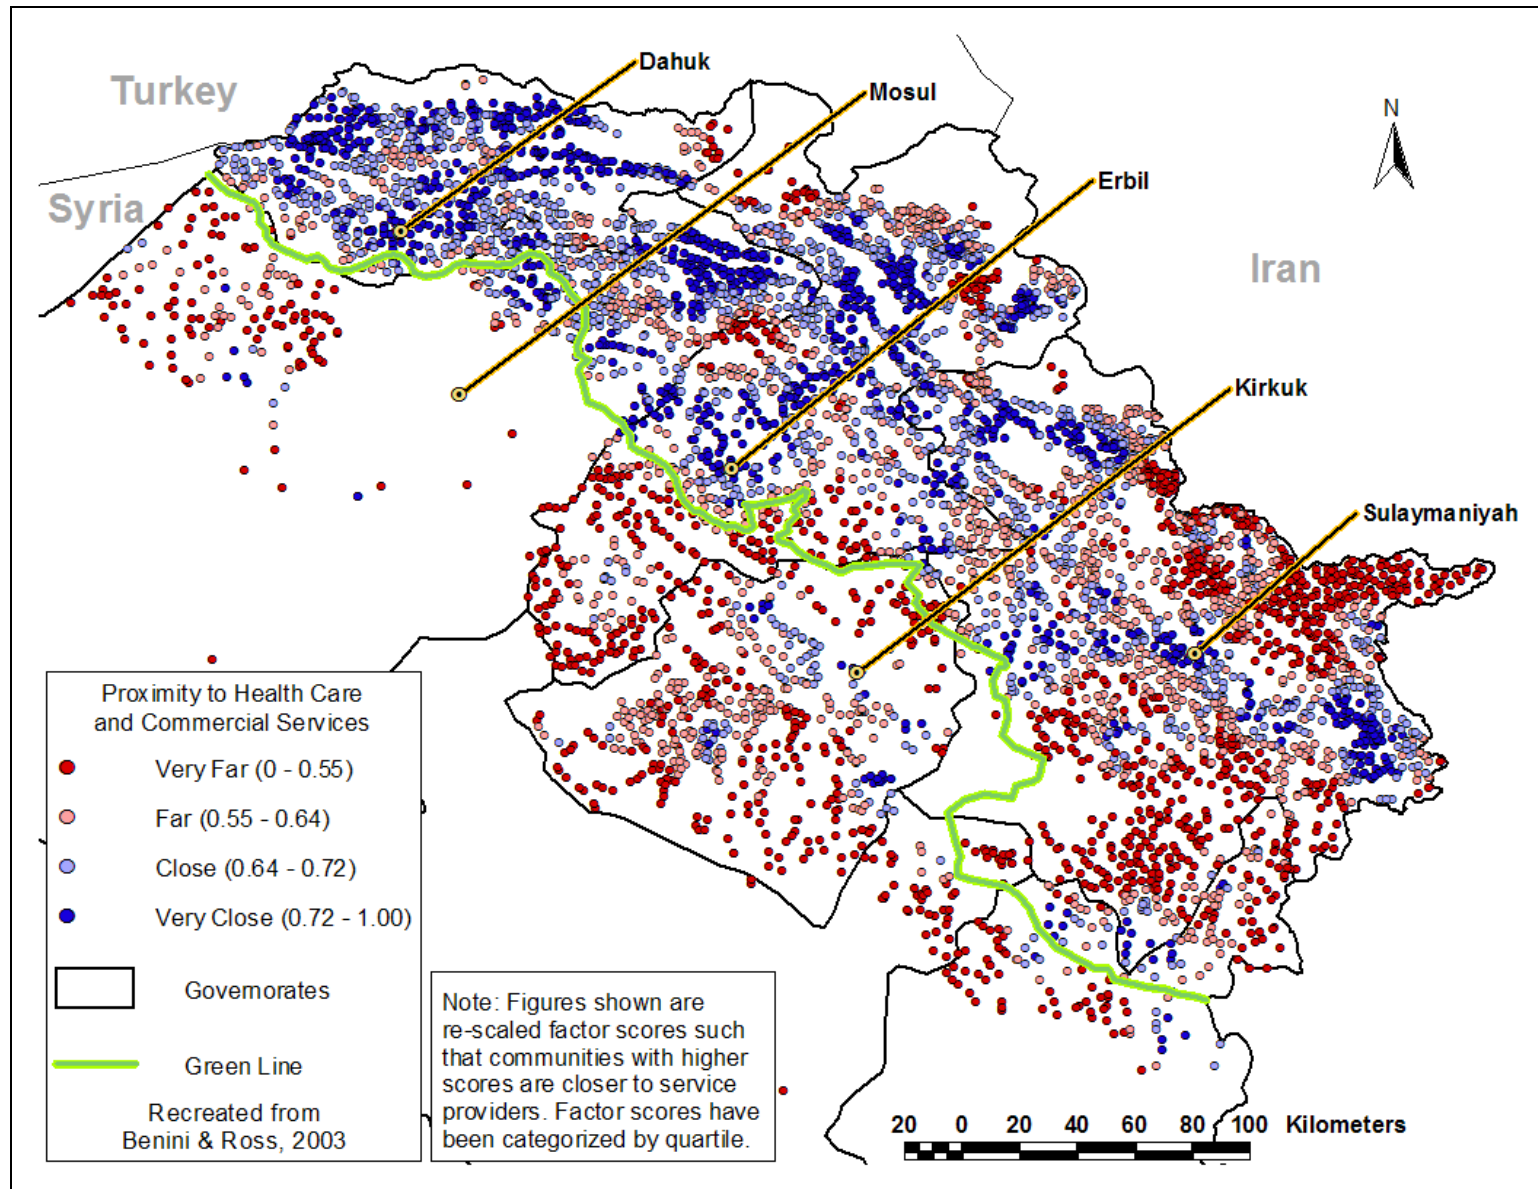 Dahuk
Turkey
Mosul
N
Erbil
Syria
Iran
Kirkuk
Sulaymaniyah
Proximity to Health Care
and Commercial Services
Very Far (0 - 0.55)
Far (0.55 - 0.64)
Close (0.64 - 0.72)
Very Close (0.72 - 1.00)
Governorates
Green Line
Recreated from
Benini & Ross, 2003
Note: Figures shown are
re-scaled factor scores such
that communities with higher
scores are closer to service
providers. Factor scores have
been categorized by quartile.
20 0 20 40 60 80 100 Kilometers